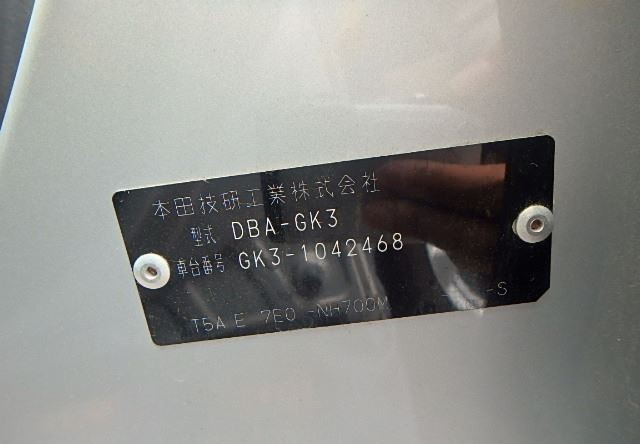 本田技研工業株式会社
型式 DBA-GK3
車台番号 GK3-1042468
T5A E 7E0 -NH700M -S